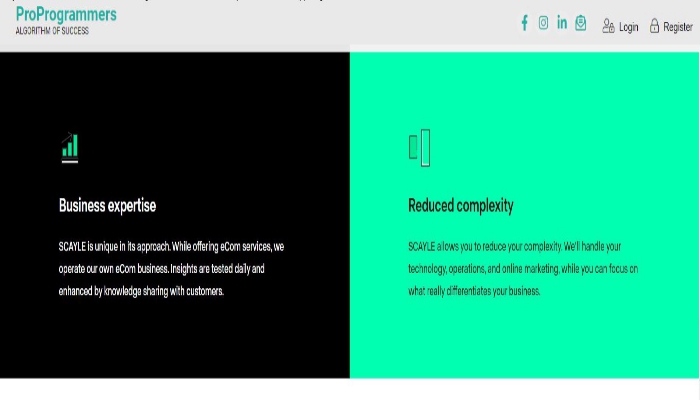 ProProgrammers
ALGORITHM OF SUCCESS
Login
Register
Business expertise
SCAYLE is unique in its approach. While offering eCom services, we
operate our own eCom business. Insights are tested daily and
enhanced by knowledge sharing with customers.
Reduced complexity
SCAYLE allows you to reduce your complexity. We'll handle your
technology, operations, and online marketing, while you can focus on
what really differentiates your business.